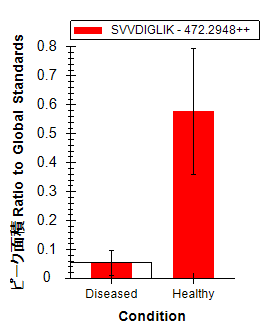 SVVDIGLIK - 472.2948++
ピーク面積 Ratio to Global Standards
0.8
0.7
0.6
0.5
0.4
0.3
0.2
0.1
0
Diseased Healthy
Condition